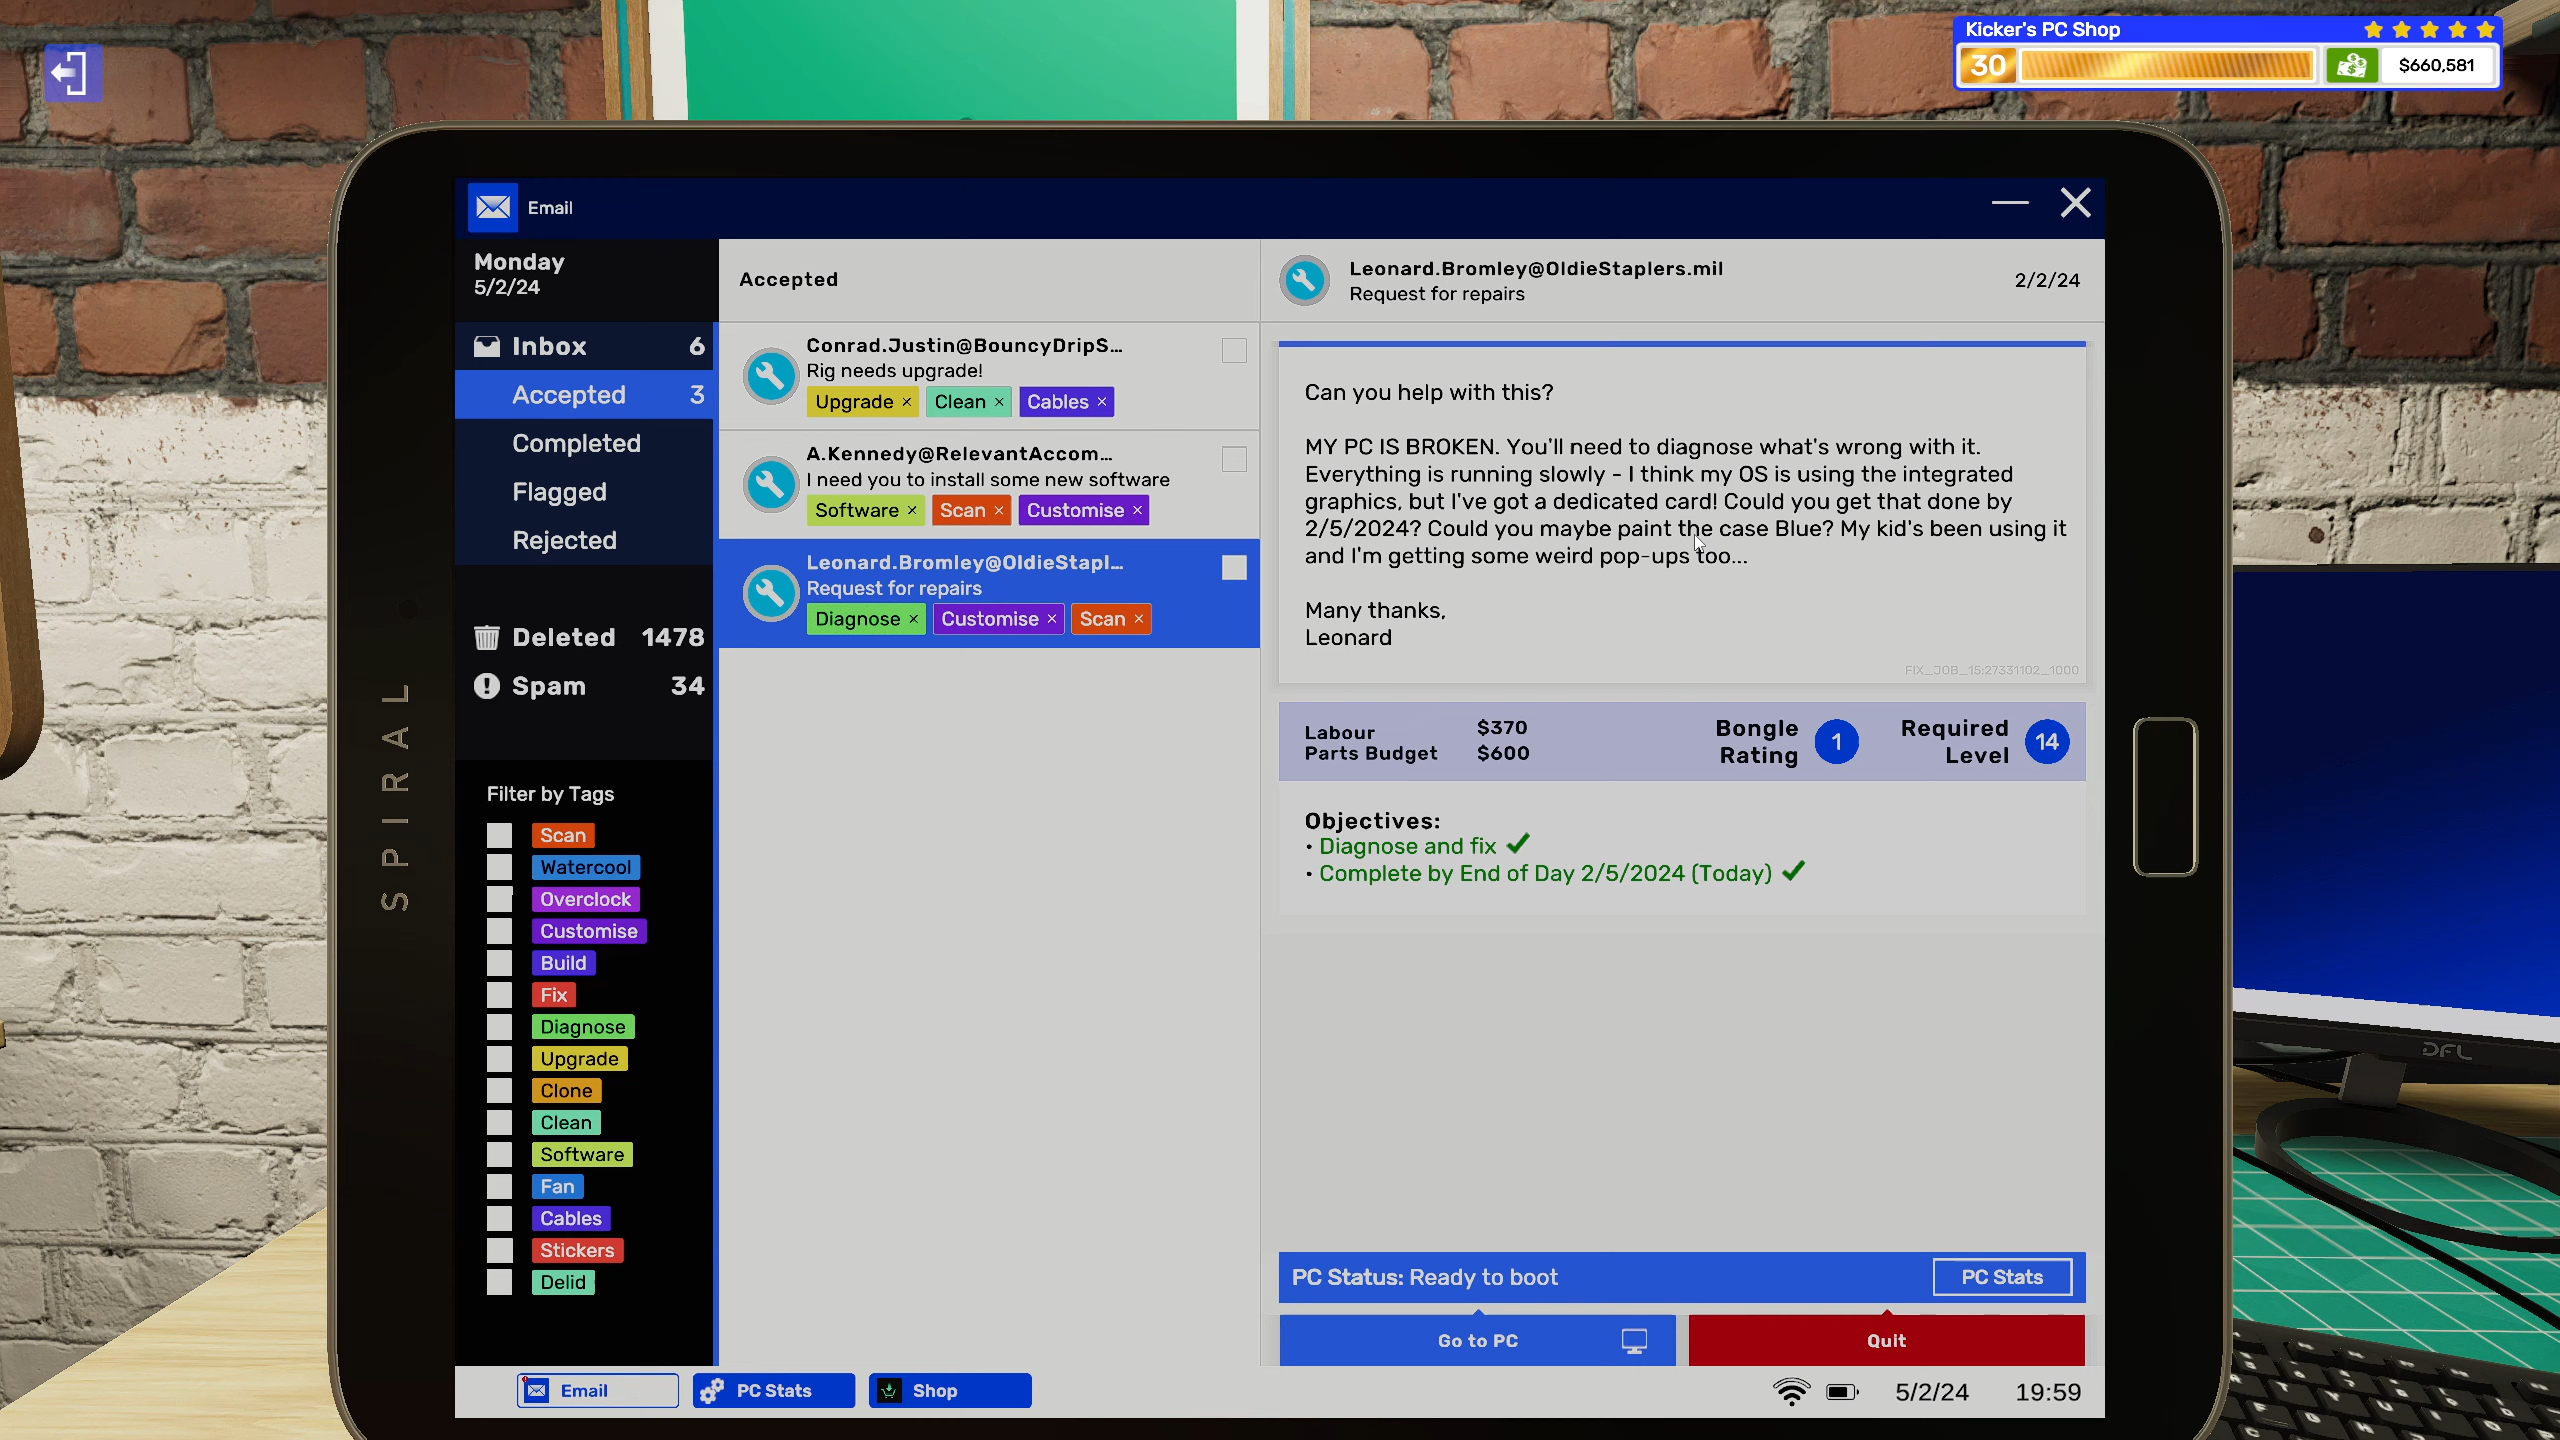 Kicker's PC Shop
30
$660,581
Email
Monday
5/2/24
Inbox 6
Accepted 3
Completed
Flagged
Rejected
Deleted 1478
Spam 34
Filter by Tags
Scan
Watercool
Overclock
Customise
Build
Fix
Diagnose
Upgrade
Clone
Clean
Software
Fan
Cables
Stickers
Delid
Accepted
Conrad.Justin@BouncyDripS...
Rig needs upgrade!
Upgrade × Clean × Cables ×
A.Kennedy@RelevantAccom...
I need you to install some new software
Software × Scan × Customise ×
Leonard.Bromley@OldieStapl...
Request for repairs
Diagnose × Customise × Scan ×
Leonard.Bromley@OldieStaplers.mil
Request for repairs
2/2/24
Can you help with this?
MY PC IS BROKEN. You'll need to diagnose what's wrong with it.
Everything is running slowly - I think my OS is using the integrated
graphics, but I've got a dedicated card! Could you get that done by
2/5/2024? Could you maybe paint the case Blue? My kid's been using it
and I'm getting some weird pop-ups too...
Many thanks,
Leonard
FIX_JOB_15:27331102_1000
Labour $370
Parts Budget $600
Bongle
Rating
1
Required
Level
14
Objectives:
• Diagnose and fix ✔
• Complete by End of Day 2/5/2024 (Today) ✔
PC Status: Ready to boot
PC Stats
Go to PC
Quit
Email
PC Stats
Shop
5/2/24
19:59
SPIRAL
DFL